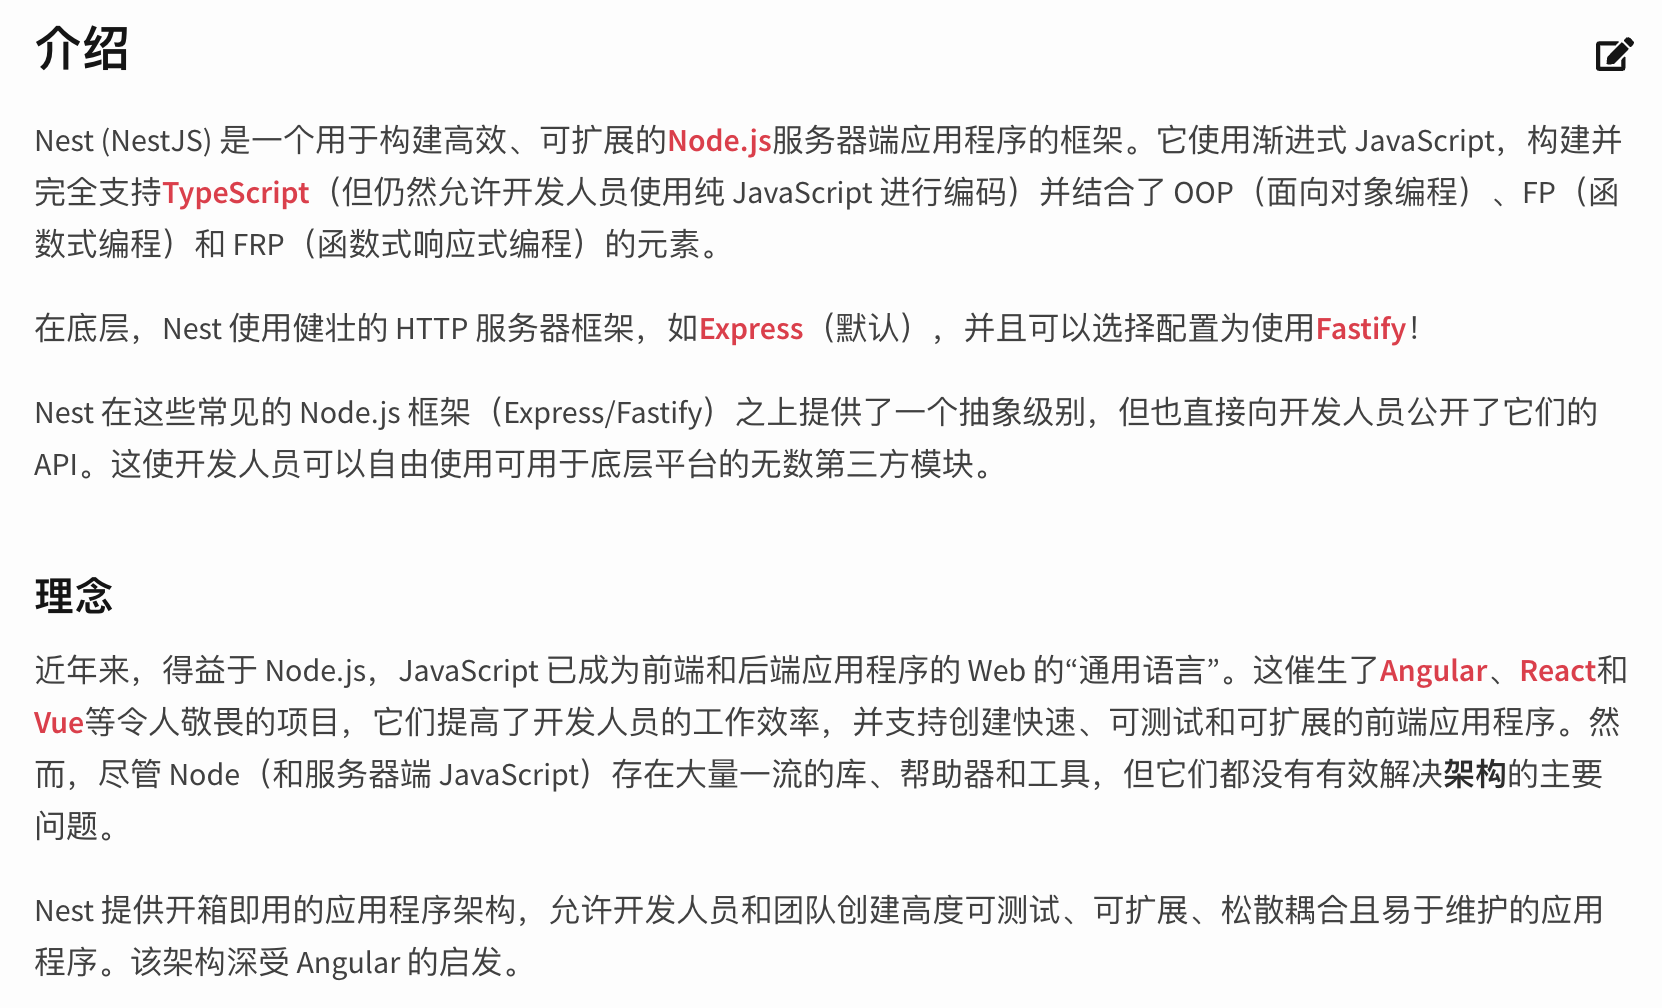 介绍
Nest (NestJS) 是一个用于构建高效、可扩展的Node.js服务器端应用程序的框架。它使用渐进式 JavaScript，构建并
完全支持TypeScript（但仍然允许开发人员使用纯 JavaScript 进行编码）并结合了 OOP（面向对象编程）、FP（函
数式编程）和 FRP（函数式响应式编程）的元素。
在底层，Nest 使用健壮的 HTTP 服务器框架，如Express（默认），并且可以选择配置为使用Fastify！
Nest 在这些常见的 Node.js 框架（Express/Fastify）之上提供了一个抽象级别，但也直接向开发人员公开了它们的
API。这使开发人员可以自由使用可用于底层平台的无数第三方模块。
理念
近年来，得益于 Node.js，JavaScript 已成为前端和后端应用程序的 Web 的“通用语言”。这催生了Angular、React和
Vue等令人敬畏的项目，它们提高了开发人员的工作效率，并支持创建快速、可测试和可扩展的前端应用程序。然
而，尽管 Node（和服务器端 JavaScript）存在大量一流的库、帮助器和工具，但它们都没有有效解决架构的主要
问题。
Nest 提供开箱即用的应用程序架构，允许开发人员和团队创建高度可测试、可扩展、松散耦合且易于维护的应用
程序。该架构深受 Angular 的启发。